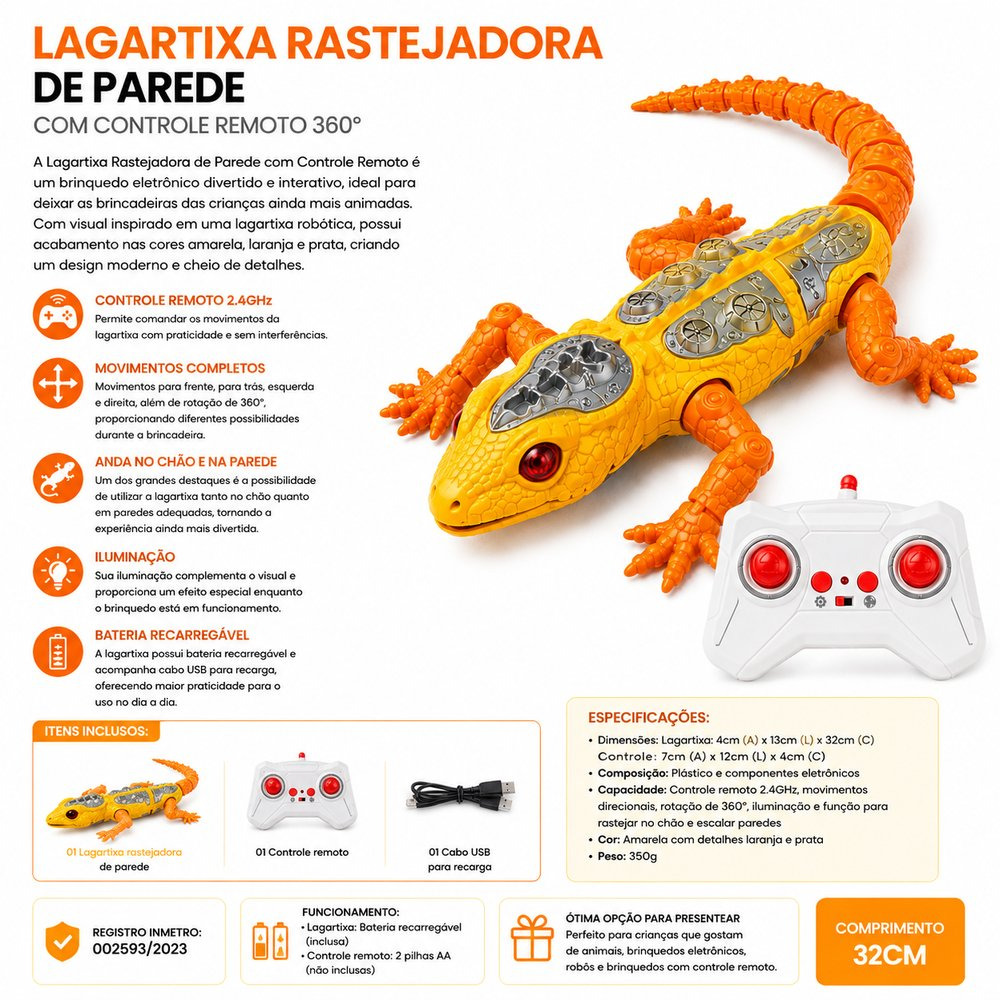 LAGARTIXA RASTEJADORA
DE PAREDE
COM CONTROLE REMOTO 360°
A Lagartixa Rastejadora de Parede com Controle Remoto é
um brinquedo eletrônico divertido e interativo, ideal para
deixar as brincadeiras das crianças ainda mais animadas.
Com visual inspirado em uma lagartixa robótica, possui
acabamento nas cores amarela, laranja e prata, criando
um design moderno e cheio de detalhes.
CONTROLE REMOTO 2.4GHz
Permite comandar os movimentos da
lagartixa com praticidade e sem interferências.
MOVIMENTOS COMPLETOS
Movimentos para frente, para trás, esquerda
e direita, além de rotação de 360°,
proporcionando diferentes possibilidades
durante a brincadeira.
ANDA NO CHÃO E NA PAREDE
Um dos grandes destaques é a possibilidade
de utilizar a lagartixa tanto no chão quanto
em paredes adequadas, tornando a
experiência ainda mais divertida.
ILUMINAÇÃO
Sua iluminação complementa o visual e
proporciona um efeito especial enquanto
o brinquedo está em funcionamento.
BATERIA RECARREGÁVEL
A lagartixa possui bateria recarregável e
acompanha cabo USB para recarga,
oferecendo maior praticidade para o
uso no dia a dia.
ITENS INCLUSOS:
01 Lagartixa rastejadora
de parede
01 Controle remoto
01 Cabo USB
para recarga
ESPECIFICAÇÕES:
• Dimensões: Lagartixa: 4cm (A) x 13cm (L) x 32cm (C)
Controle: 7cm (A) x 12cm (L) x 4cm (C)
• Composição: Plástico e componentes eletrônicos
• Capacidade: Controle remoto 2.4GHz, movimentos
direcionais, rotação de 360°, iluminação e função para
rastejar no chão e escalar paredes
• Cor: Amarela com detalhes laranja e prata
• Peso: 350g
REGISTRO INMETRO:
002593/2023
FUNCIONAMENTO:
• Lagartixa: Bateria recarregável
(inclusa)
• Controle remoto: 2 pilhas AA
(não inclusas)
ÓTIMA OPÇÃO PARA PRESENTEAR
Perfeito para crianças que gostam
de animais, brinquedos eletrônicos,
robôs e brinquedos com controle remoto.
COMPRIMENTO
32CM